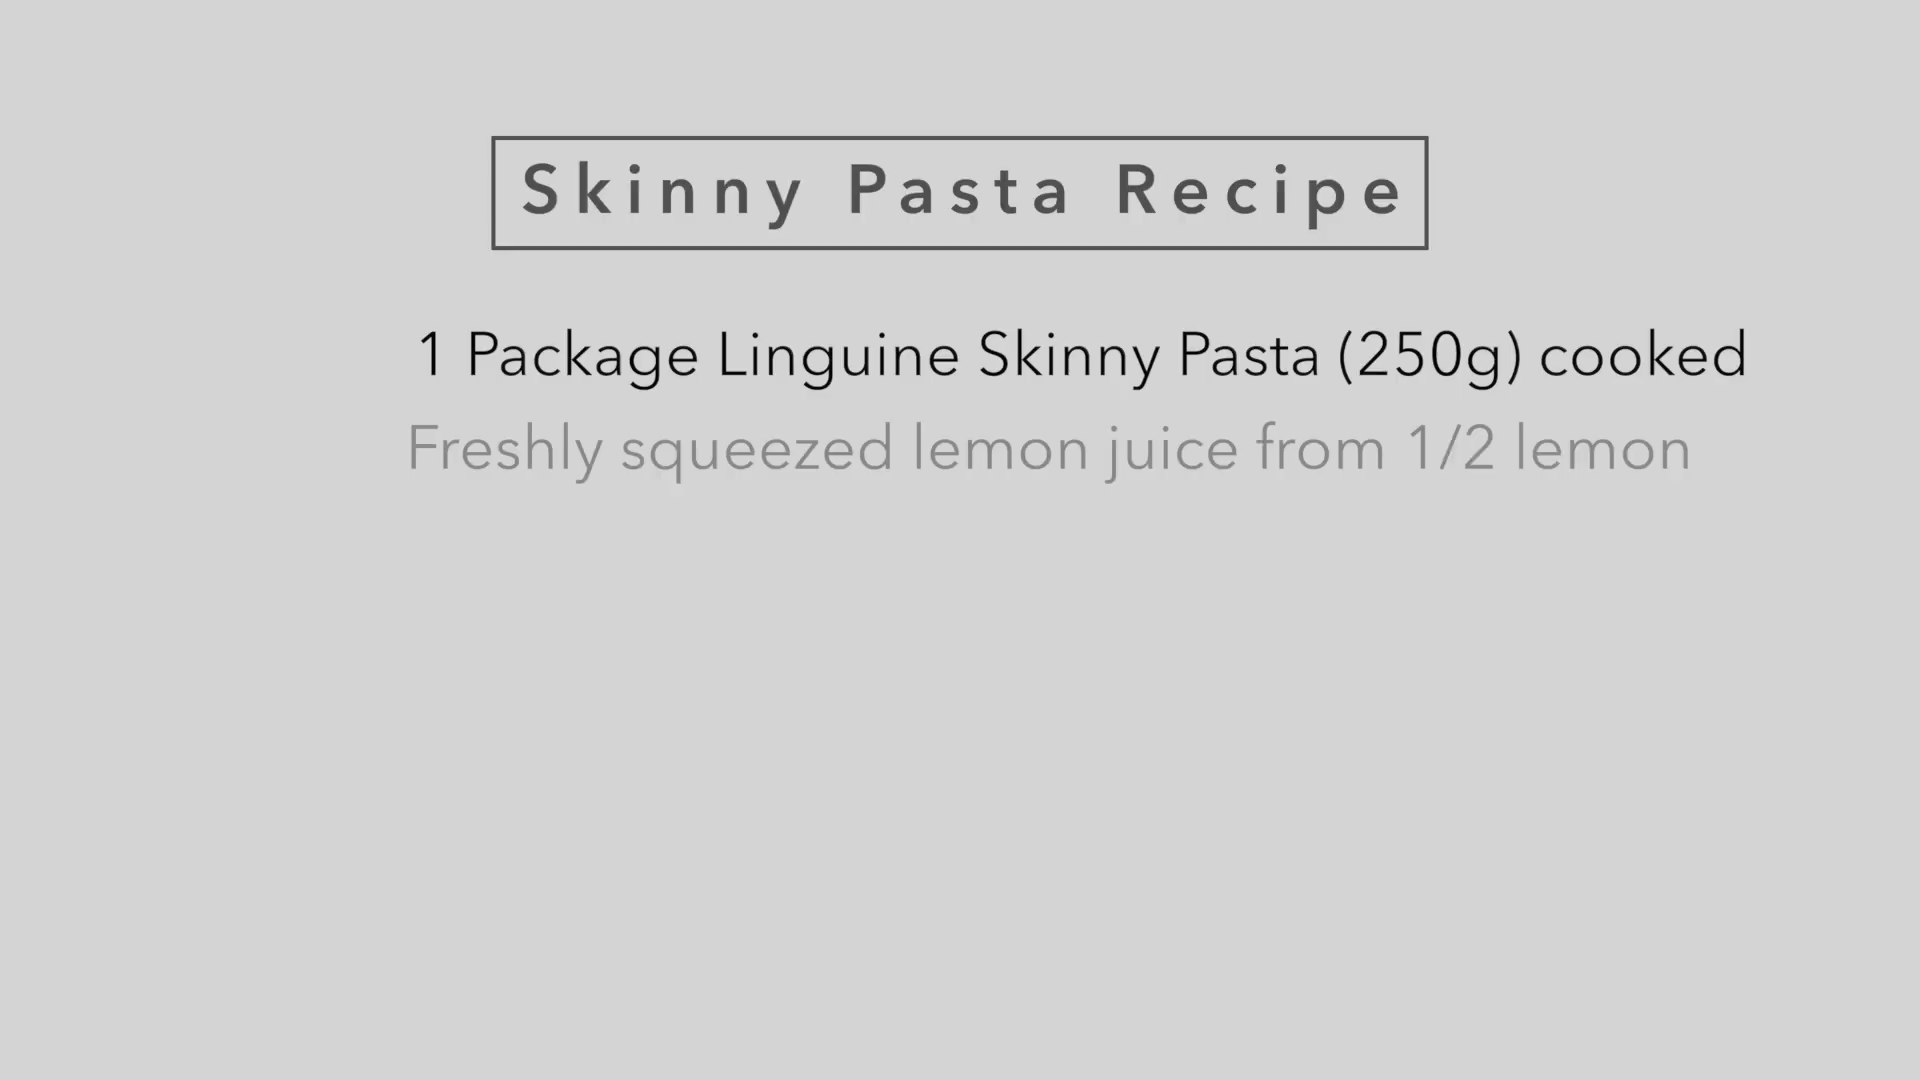 Skinny Pasta Recipe
1 Package Linguine Skinny Pasta (250g) cooked
Freshly squeezed lemon juice from 1/2 lemon